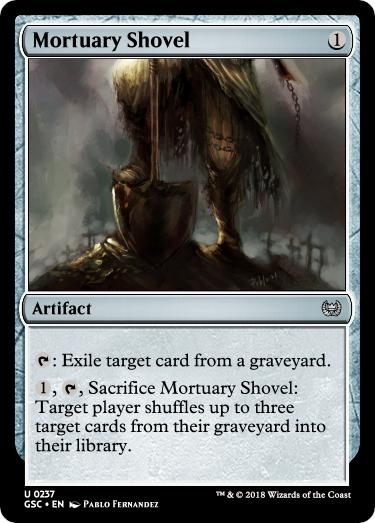 Mortuary Shovel 1
Artifact
: Exile target card from a graveyard.
1, , Sacrifice Mortuary Shovel:
Target player shuffles up to three
target cards from their graveyard into
their library.
U 0237
GSC • EN Pablo Fernandez
™ & © 2018 Wizards of the Coast